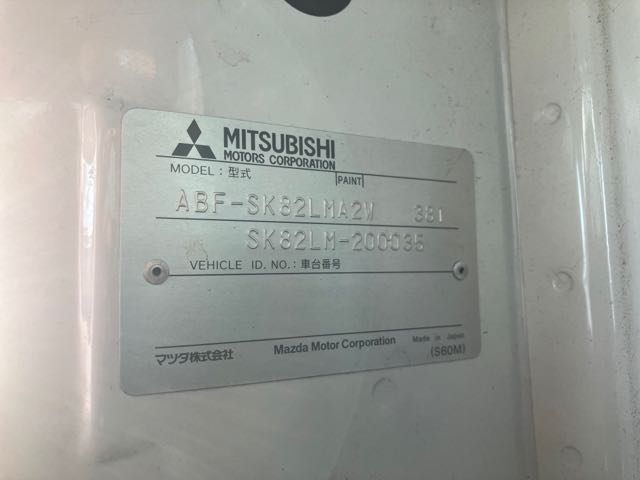 MITSUBISHI
MOTORS CORPORATION
MODEL : 型式 PAINT
ABF-SK82LMA2W 38I
SK82LM-200035
VEHICLE ID. NO. : 車台番号
マツダ株式会社 Mazda Motor Corporation Made in Japan
(S60M)